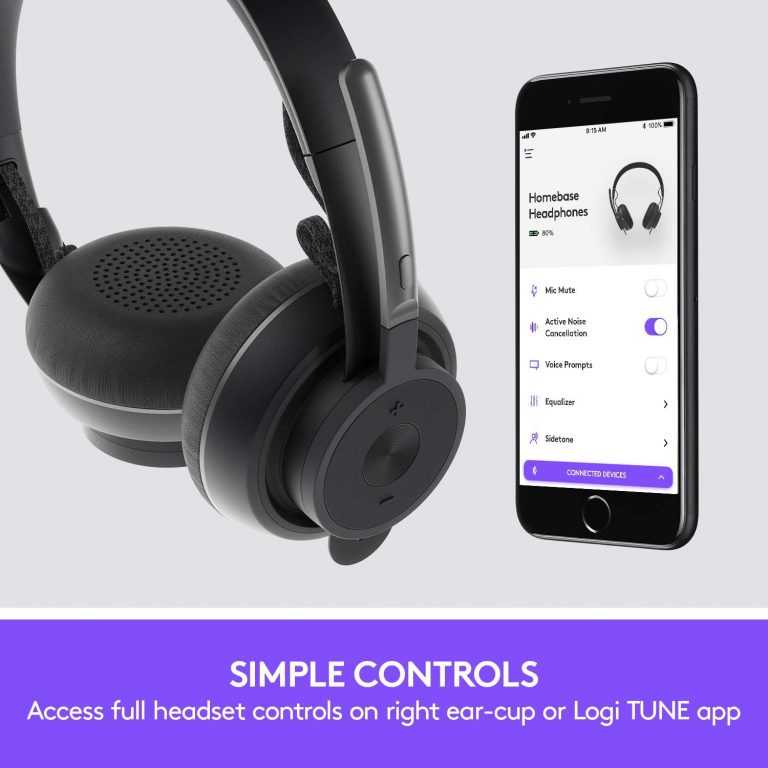 9:15 AM
100%
Homebase
Headphones
80%
Mic Mute
Active Noise
Cancellation
Voice Prompts
Equalizer
Sidetone
CONNECTED DEVICES
+
−
SIMPLE CONTROLS
Access full headset controls on right ear-cup or Logi TUNE app